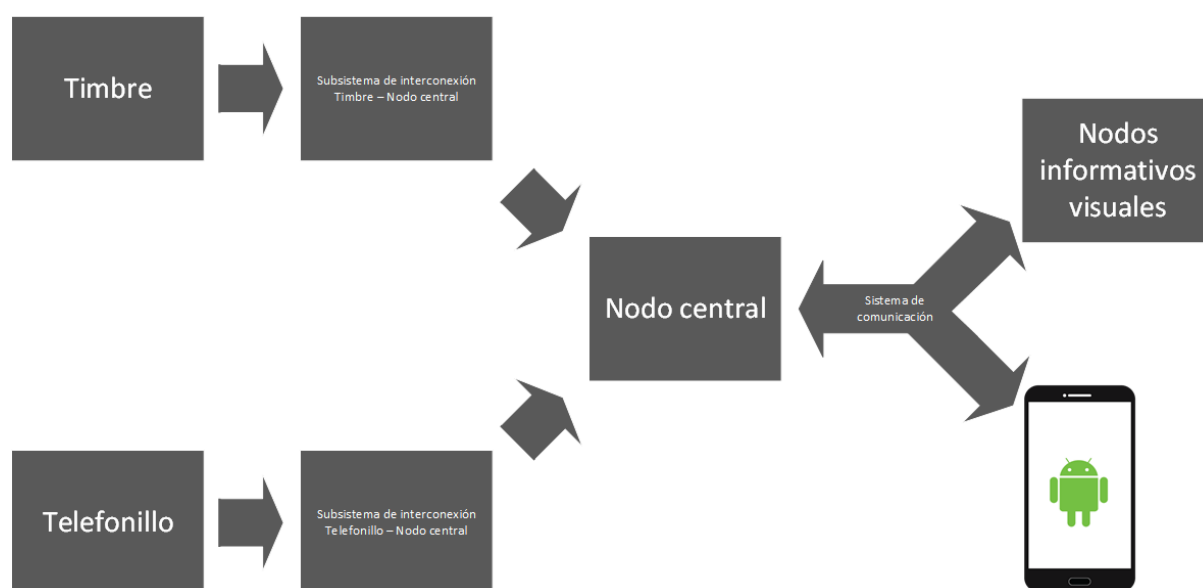 Timbre
Subsistema de interconexión
Timbre – Nodo central
Nodos
informativos
visuales
Nodo central
Sistema de
comunicación
Telefonillo
Subsistema de interconexión
Telefonillo – Nodo central